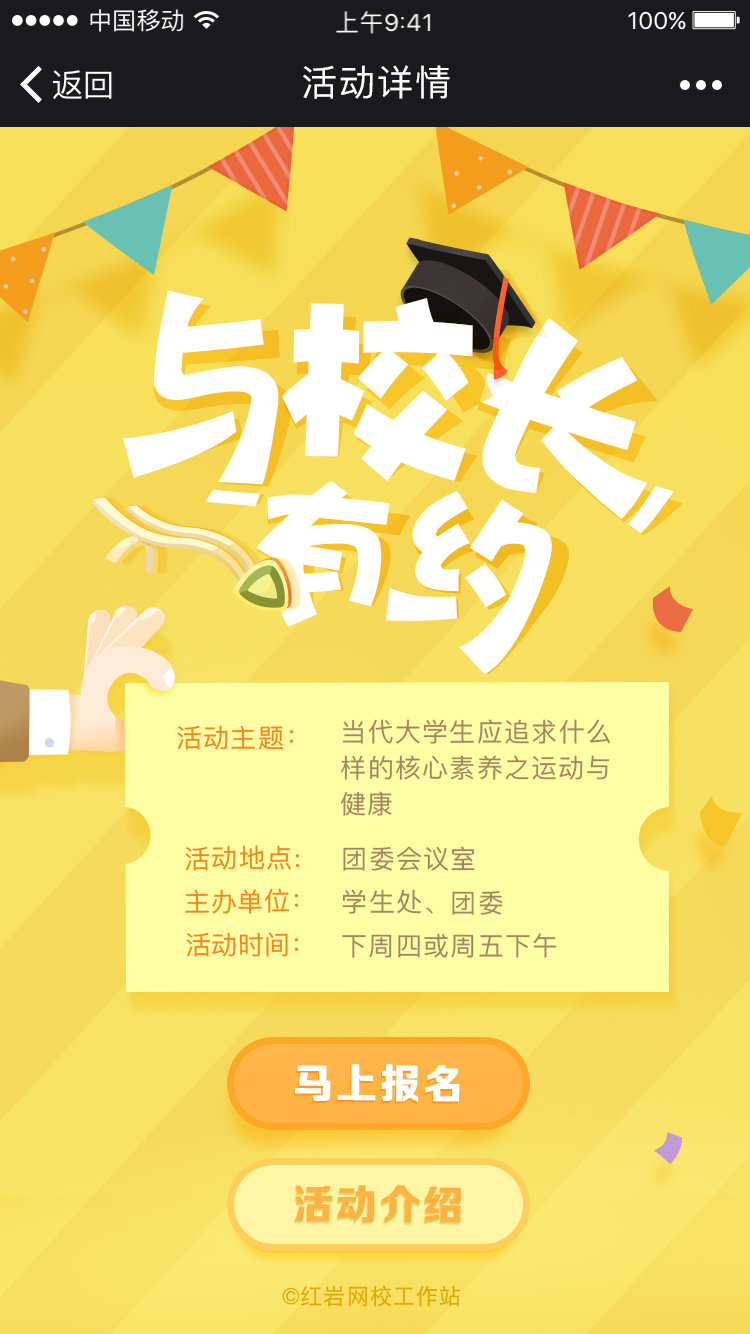 中国移动
上午9:41
100%
返回
活动详情
与校长
有约
活动主题：
当代大学生应追求什么
样的核心素养之运动与
健康
活动地点：
团委会议室
主办单位：
学生处、团委
活动时间：
下周四或周五下午
马上报名
活动介绍
©红岩网校工作站